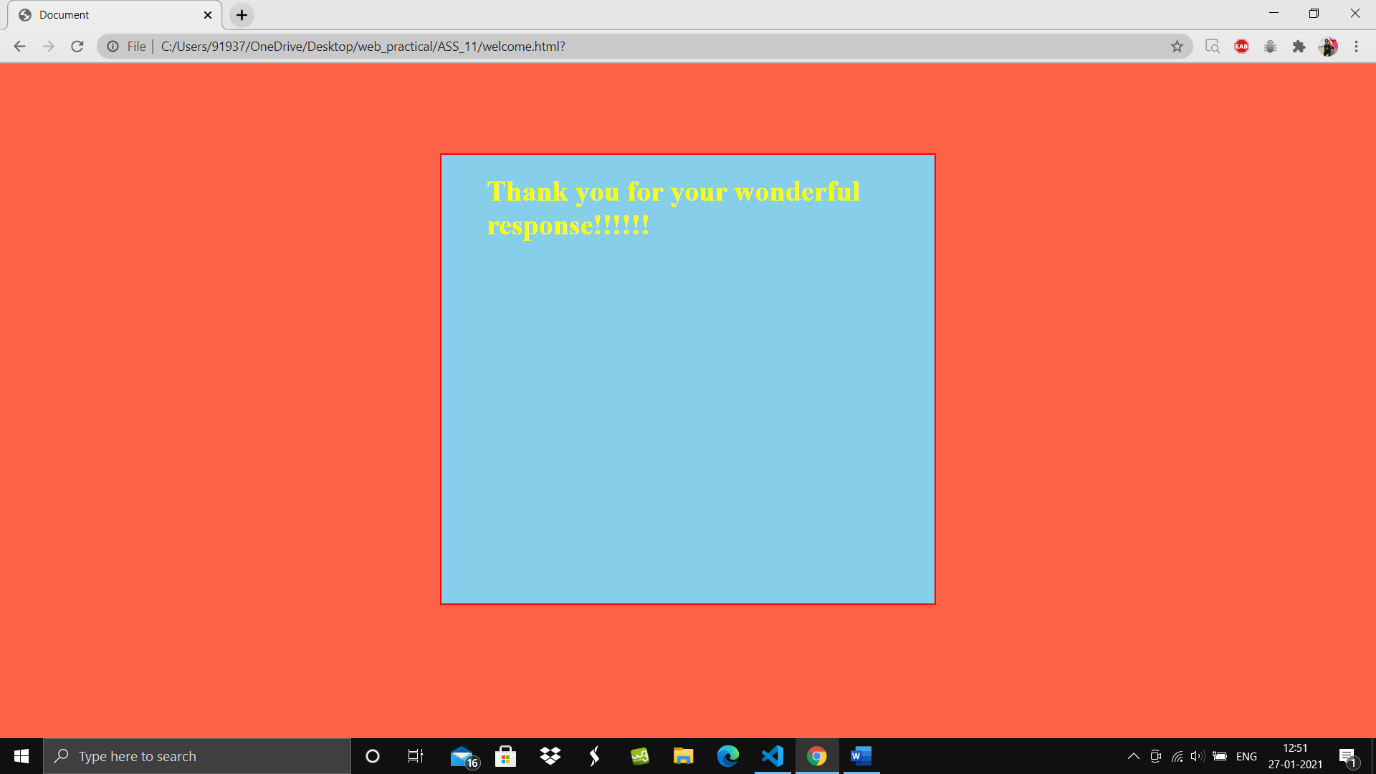 Document
File
C:/Users/91937/OneDrive/Desktop/web_practical/ASS_11/welcome.html?
EAB
Thank you for your wonderful
response!!!!!!
Type here to search
16
W
ENG
12:51
27-01-2021
1